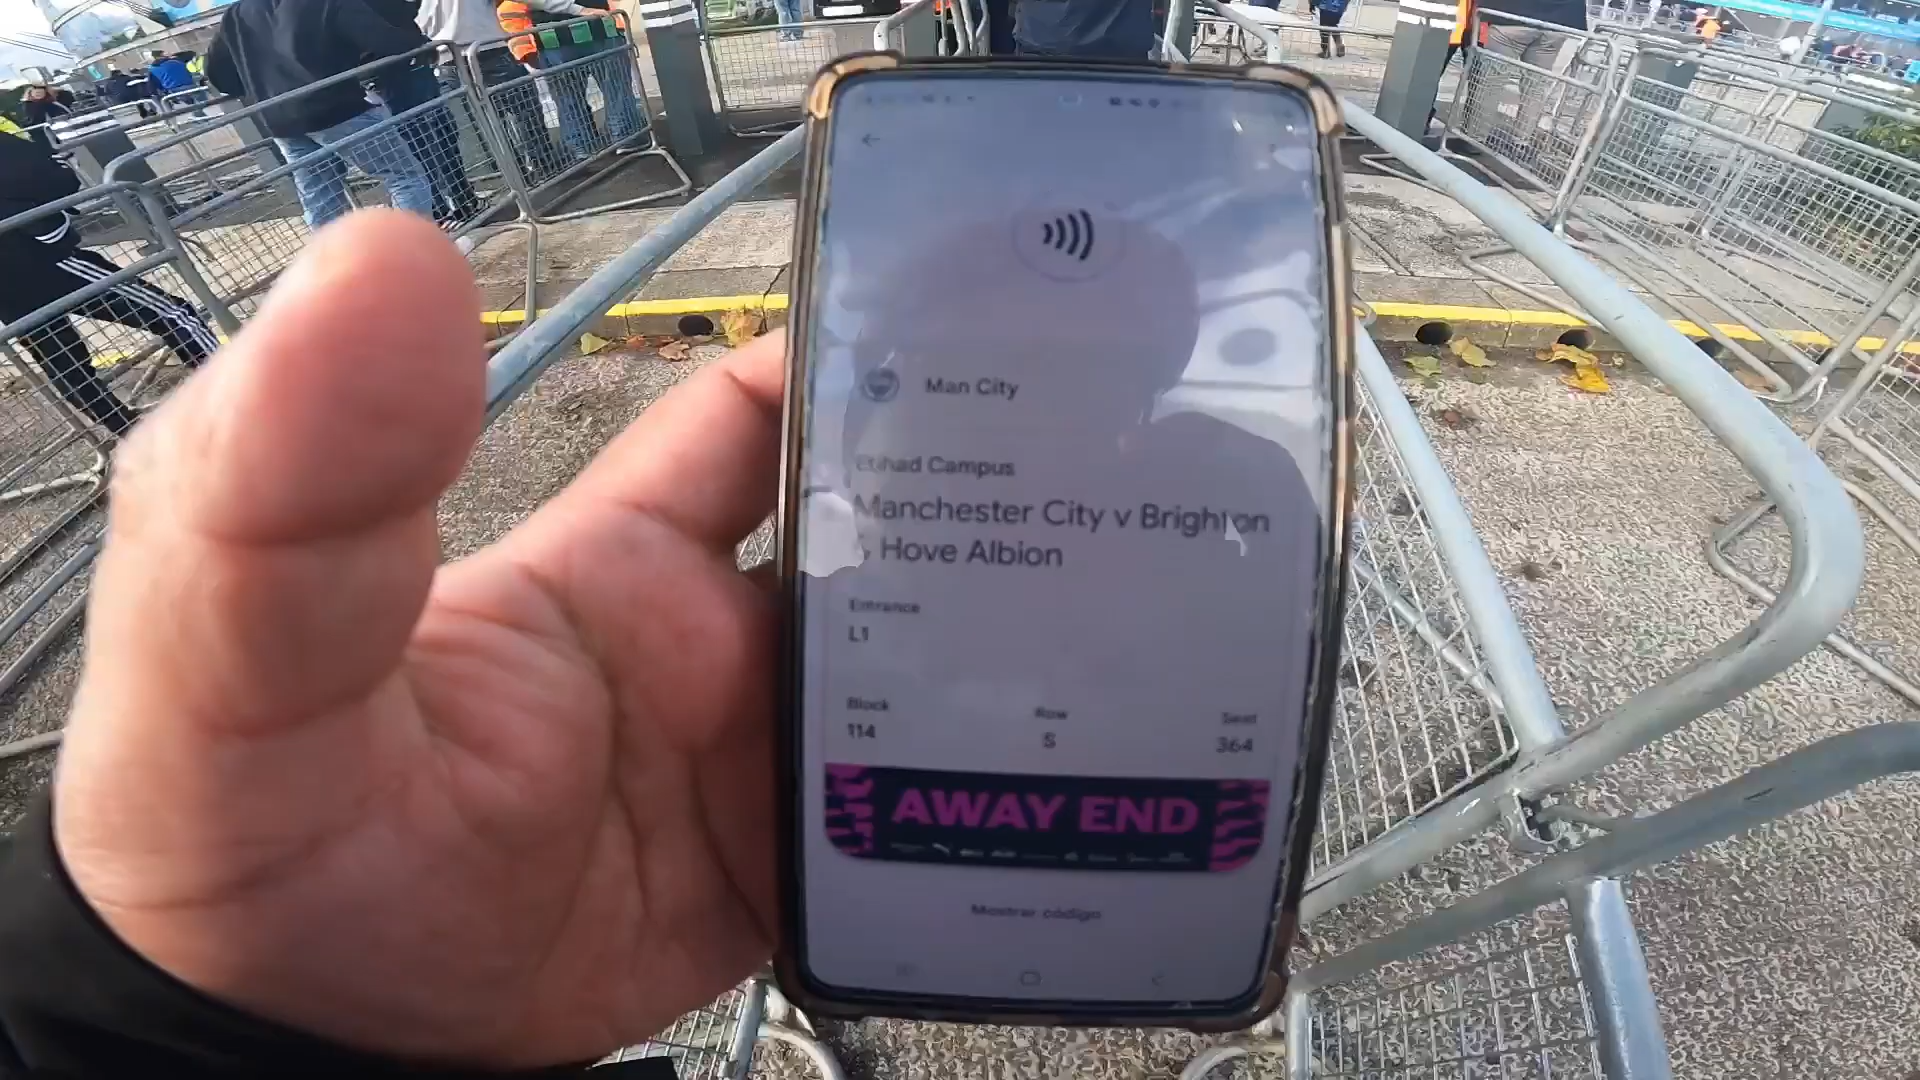 Man City
Etihad Campus
Manchester City v Brighton
& Hove Albion
Entrance
L1
Block
Row
Seat
114
S
364
AWAY END
Mostrar código